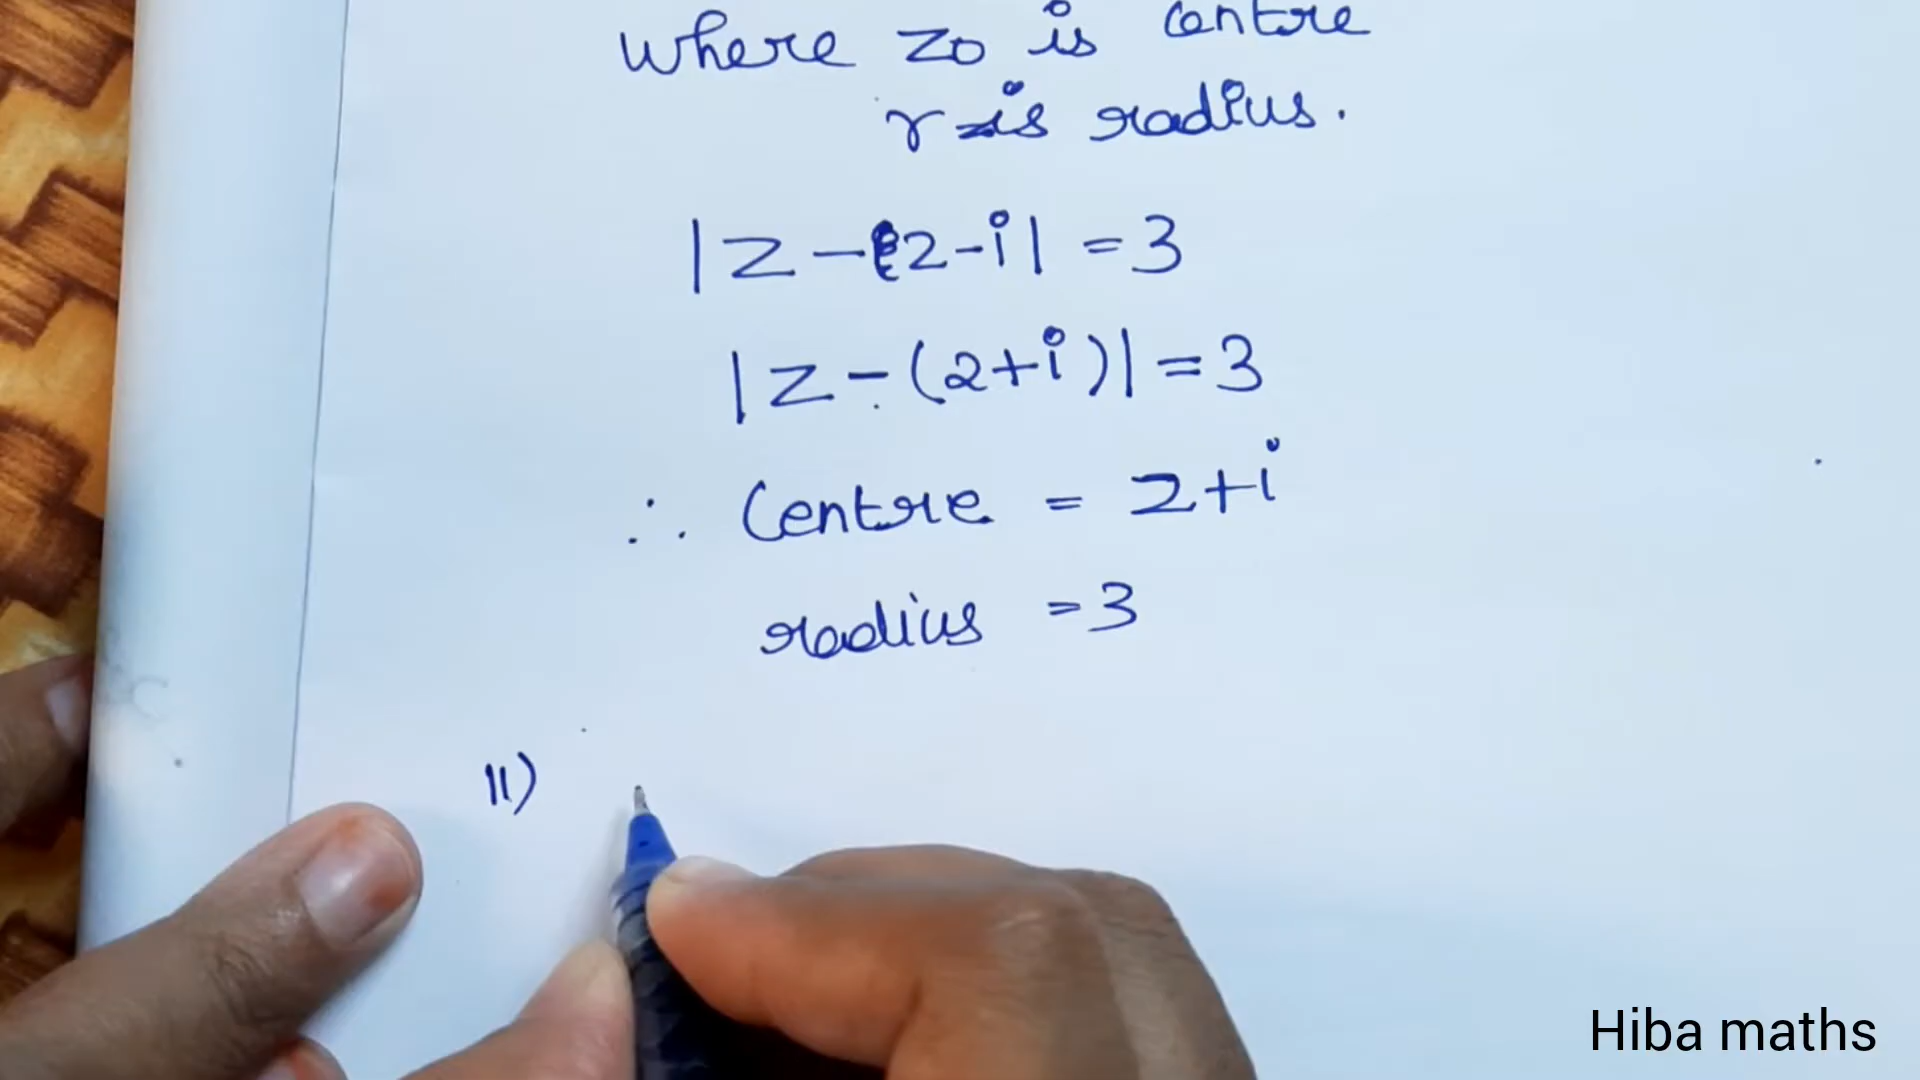 where z0 is centre
r is radius.
|z-2-i| = 3
|z-(2+i)| = 3
∴ Centre = 2+i
radius = 3
11)
Hiba maths